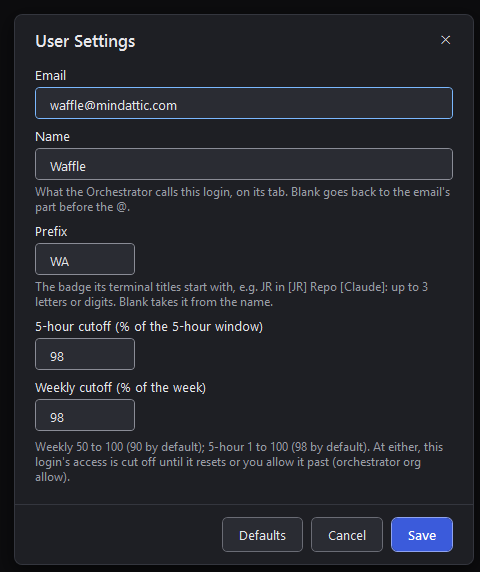 User Settings
Email
waffle@mindattic.com
Name
Waffle
What the Orchestrator calls this login, on its tab. Blank goes back to the email's
part before the @.
Prefix
WA
The badge its terminal titles start with, e.g. JR in [JR] Repo [Claude]: up to 3
letters or digits. Blank takes it from the name.
5-hour cutoff (% of the 5-hour window)
98
Weekly cutoff (% of the week)
98
Weekly 50 to 100 (90 by default); 5-hour 1 to 100 (98 by default). At either, this
login's access is cut off until it resets or you allow it past (orchestrator org
allow).
Defaults
Cancel
Save